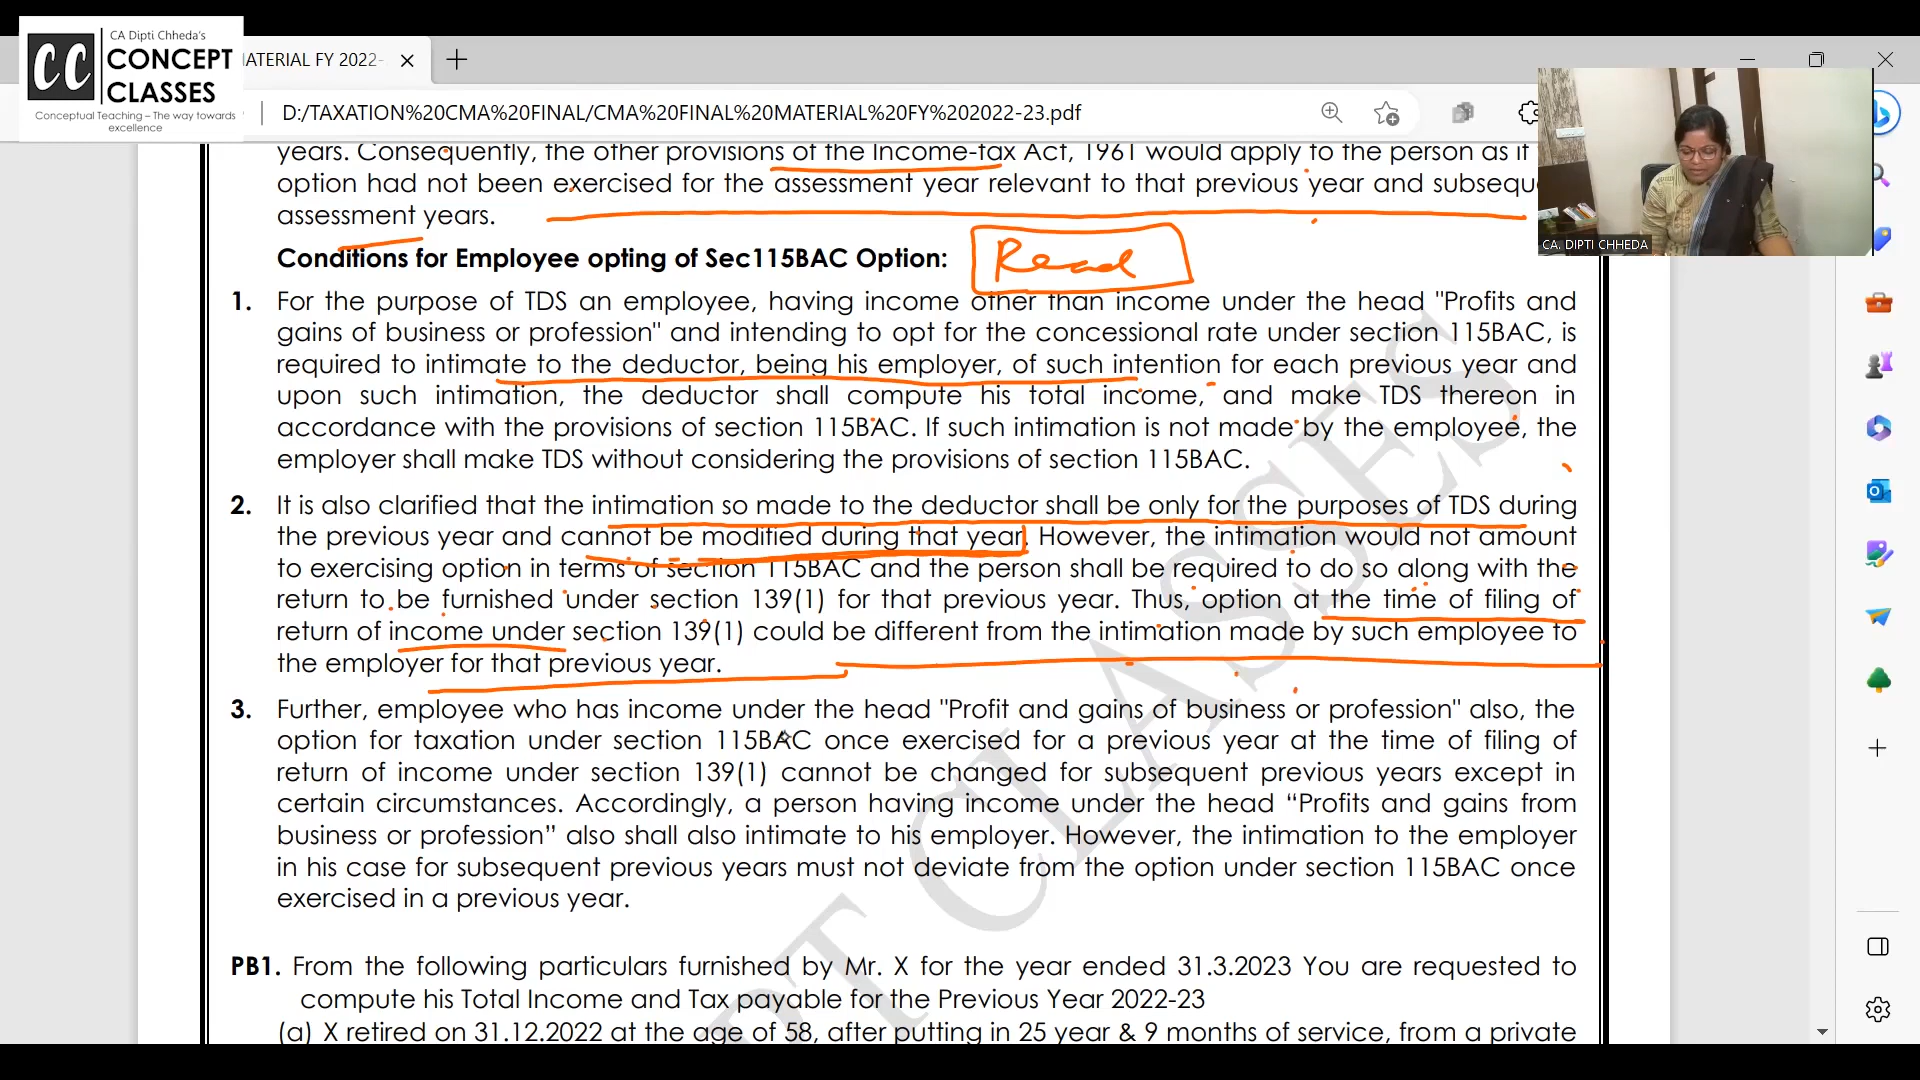 CA Dipti Chheda's
CC CONCEPT
CLASSES
Conceptual Teaching – The way towards
excellence
ATERIAL FY 2022-
D:/TAXATION%20CMA%20FINAL/CMA%20FINAL%20MATERIAL%20FY%202022-23.pdf
CA. DIPTI CHHEDA
years. Consequently, the other provisions of the Income-tax Act, 1961 would apply to the person as if
option had not been exercised for the assessment year relevant to that previous year and subsequ
assessment years.
Conditions for Employee opting of Sec115BAC Option: Read
1. For the purpose of TDS an employee, having income other than income under the head "Profits and
gains of business or profession" and intending to opt for the concessional rate under section 115BAC, is
required to intimate to the deductor, being his employer, of such intention for each previous year and
upon such intimation, the deductor shall compute his total income, and make TDS thereon in
accordance with the provisions of section 115BAC. If such intimation is not made by the employee, the
employer shall make TDS without considering the provisions of section 115BAC.
2. It is also clarified that the intimation so made to the deductor shall be only for the purposes of TDS during
the previous year and cannot be modified during that year. However, the intimation would not amount
to exercising option in terms of section 115BAC and the person shall be required to do so along with the
return to be furnished under section 139(1) for that previous year. Thus, option at the time of filing of
return of income under section 139(1) could be different from the intimation made by such employee to
the employer for that previous year.
3. Further, employee who has income under the head "Profit and gains of business or profession" also, the
option for taxation under section 115BAC once exercised for a previous year at the time of filing of
return of income under section 139(1) cannot be changed for subsequent previous years except in
certain circumstances. Accordingly, a person having income under the head “Profits and gains from
business or profession” also shall also intimate to his employer. However, the intimation to the employer
in his case for subsequent previous years must not deviate from the option under section 115BAC once
exercised in a previous year.
PB1. From the following particulars furnished by Mr. X for the year ended 31.3.2023 You are requested to
compute his Total Income and Tax payable for the Previous Year 2022-23
(a) X retired on 31.12.2022 at the age of 58, after putting in 25 year & 9 months of service, from a private
PT CLASSES